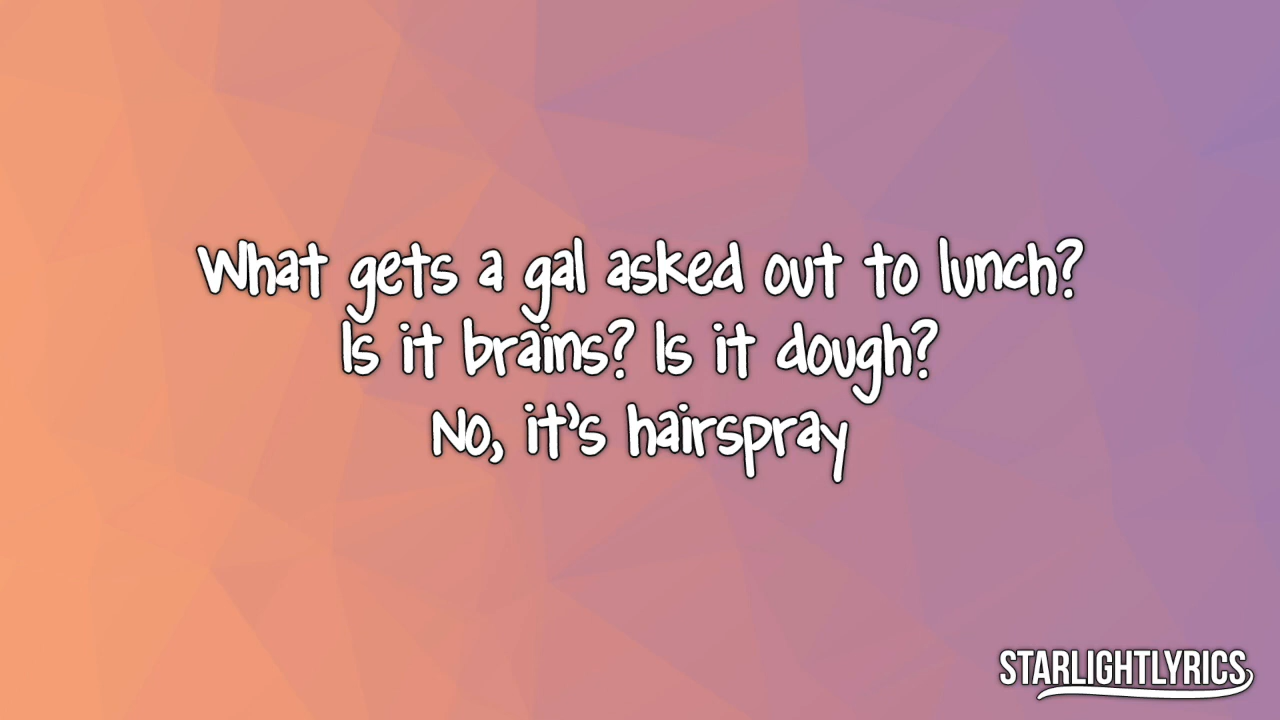 What gets a gal asked out to lunch?
Is it brains? Is it dough?
No, it's hairspray
STARLIGHTLYRICS